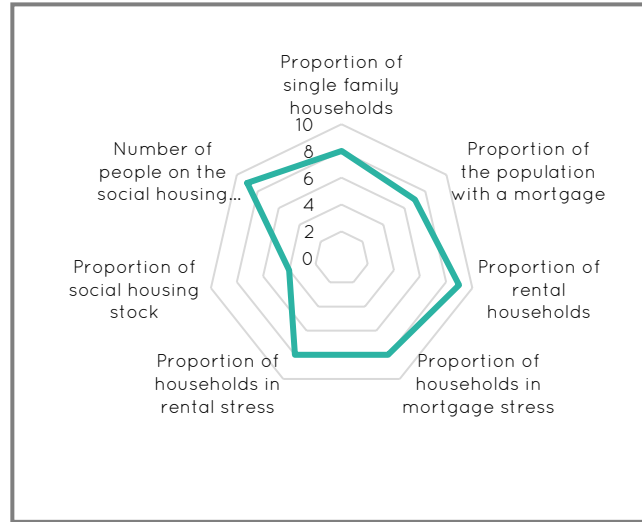 Proportion of
single family
households
10
8
6
4
2
0
Proportion of
the population
with a mortgage
Proportion of
rental
households
Proportion of
households in
mortgage stress
Proportion of
households in
rental stress
Proportion of
social housing
stock
Number of
people on the
social housing...